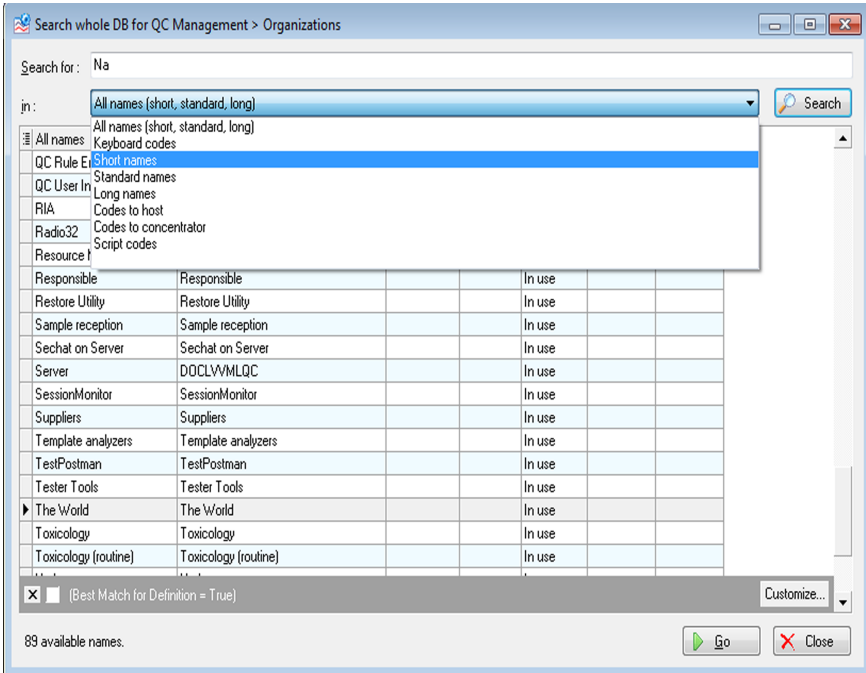 Search whole DB for QC Management > Organizations
Search for : Na
in : All names (short, standard, long) Search
All names (short, standard, long)
Keyboard codes
Short names
Standard names
Long names
Codes to host
Codes to concentrator
Script codes
All names
QC Rule
QC User In
RIA
Radio32
Resource
Responsible Responsible In use
Restore Utility Restore Utility In use
Sample reception Sample reception In use
Sechat on Server Sechat on Server In use
Server DOCLVVMLQC In use
SessionMonitor SessionMonitor In use
Suppliers Suppliers In use
Template analyzers Template analyzers In use
TestPostman TestPostman In use
Tester Tools Tester Tools In use
The World The World In use
Toxicology Toxicology In use
Toxicology (routine) Toxicology (routine) In use
(Best Match for Definition = True) Customize...
89 available names. Go Close